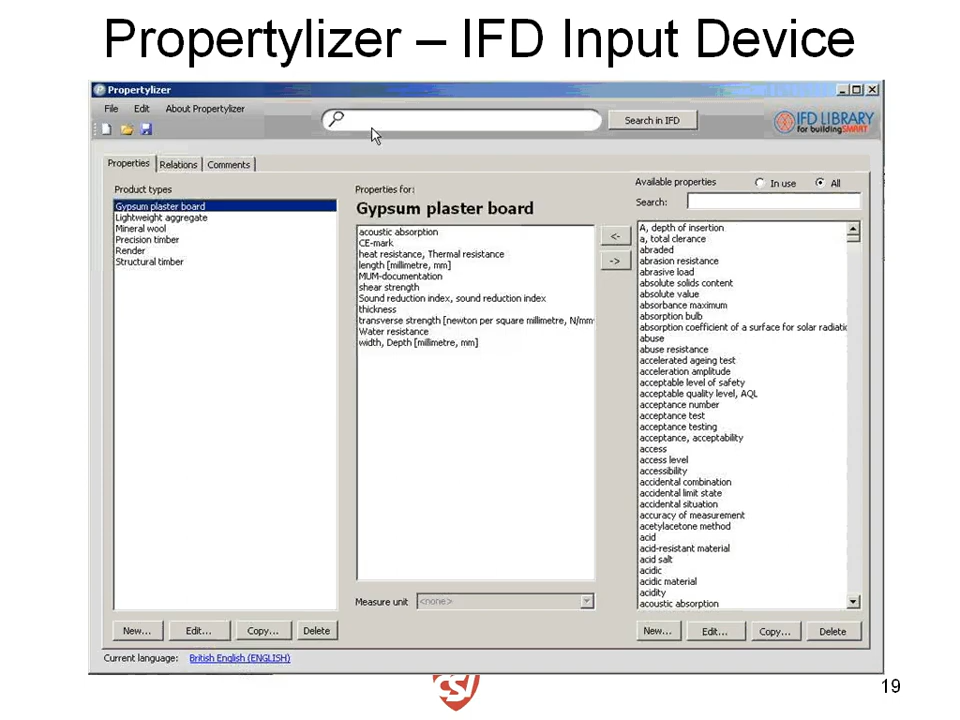 Propertylizer – IFD Input Device
Propertylizer
File Edit About Propertylizer
Search in IFD
IFD LIBRARY
for buildingSMART
Properties Relations Comments
Product types
Gypsum plaster board
Lightweight aggregate
Mineral wool
Precision timber
Render
Structural timber
New... Edit... Copy... Delete
Properties for:
Gypsum plaster board
acoustic absorption
CE-mark
heat resistance, Thermal resistance
length [millimetre, mm]
MUM-documentation
shear strength
Sound reduction index, sound reduction index
thickness
transverse strength [newton per square millimetre, N/mm
Water resistance
width, Depth [millimetre, mm]
Measure unit <none>
<-
->
Available properties In use All
Search:
A, depth of insertion
a, total clerance
abraded
abrasion resistance
abrasive load
absolute solids content
absolute value
absorbance maximum
absorption bulb
absorption coefficient of a surface for solar radiatic
abuse
abuse resistance
accelerated ageing test
acceleration amplitude
acceptable level of safety
acceptable quality level, AQL
acceptance number
acceptance test
acceptance testing
acceptance, acceptability
access
access level
accessibility
accidental combination
accidental limit state
accidental situation
accuracy of measurement
acetylacetone method
acid
acid-resistant material
acid salt
acidic
acidic material
acidity
acoustic absorption
New... Edit... Copy... Delete
Current language: British English (ENGLISH)
CSI
19